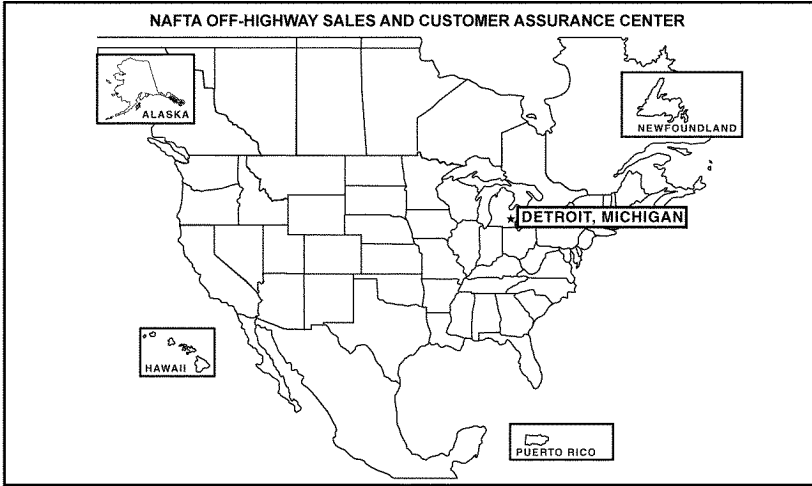 NAFTA OFF-HIGHWAY SALES AND CUSTOMER ASSURANCE CENTER
ALASKA
NEWFOUNDLAND
DETROIT, MICHIGAN
HAWAII
PUERTO RICO